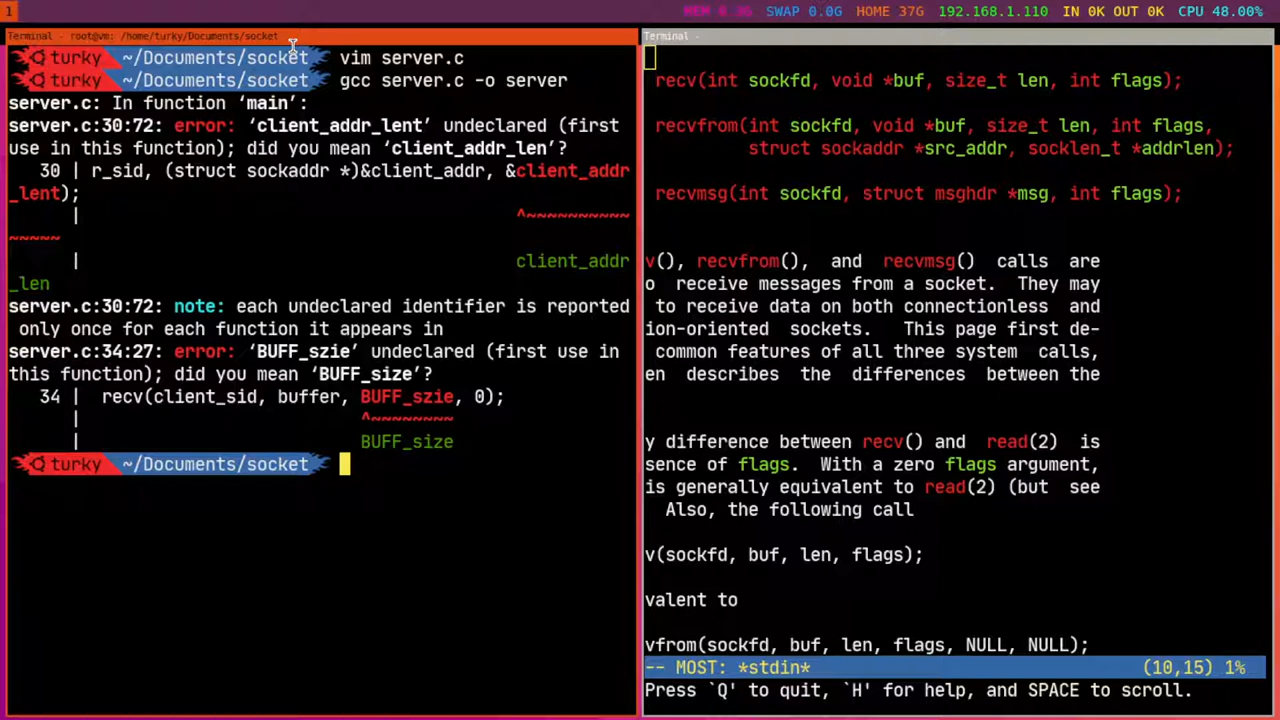 1
MEM 0.3G SWAP 0.0G HOME 37G 192.168.1.110 IN 0K OUT 0K CPU 48.00%
Terminal - root@vm: /home/turky/Documents/socket
turky ~/Documents/socket vim server.c
turky ~/Documents/socket gcc server.c -o server
server.c: In function ‘main’:
server.c:30:72: error: ‘client_addr_lent’ undeclared (first
use in this function); did you mean ‘client_addr_len’?
30 | r_sid, (struct sockaddr *)&client_addr, &client_addr
_lent);
| ^~~~~~~~~~~
~~~~~
| client_addr
_len
server.c:30:72: note: each undeclared identifier is reported
only once for each function it appears in
server.c:34:27: error: ‘BUFF_szie’ undeclared (first use in
this function); did you mean ‘BUFF_size’?
34 | recv(client_sid, buffer, BUFF_szie, 0);
| ^~~~~~~~~
| BUFF_size
turky ~/Documents/socket
Terminal -
recv(int sockfd, void *buf, size_t len, int flags);
recvfrom(int sockfd, void *buf, size_t len, int flags,
struct sockaddr *src_addr, socklen_t *addrlen);
recvmsg(int sockfd, struct msghdr *msg, int flags);
v(), recvfrom(), and recvmsg() calls are
o receive messages from a socket. They may
to receive data on both connectionless and
ion-oriented sockets. This page first de-
common features of all three system calls,
en describes the differences between the
y difference between recv() and read(2) is
sence of flags. With a zero flags argument,
is generally equivalent to read(2) (but see
Also, the following call
v(sockfd, buf, len, flags);
valent to
vfrom(sockfd, buf, len, flags, NULL, NULL);
-- MOST: *stdin* (10,15) 1%
Press `Q' to quit, `H' for help, and SPACE to scroll.